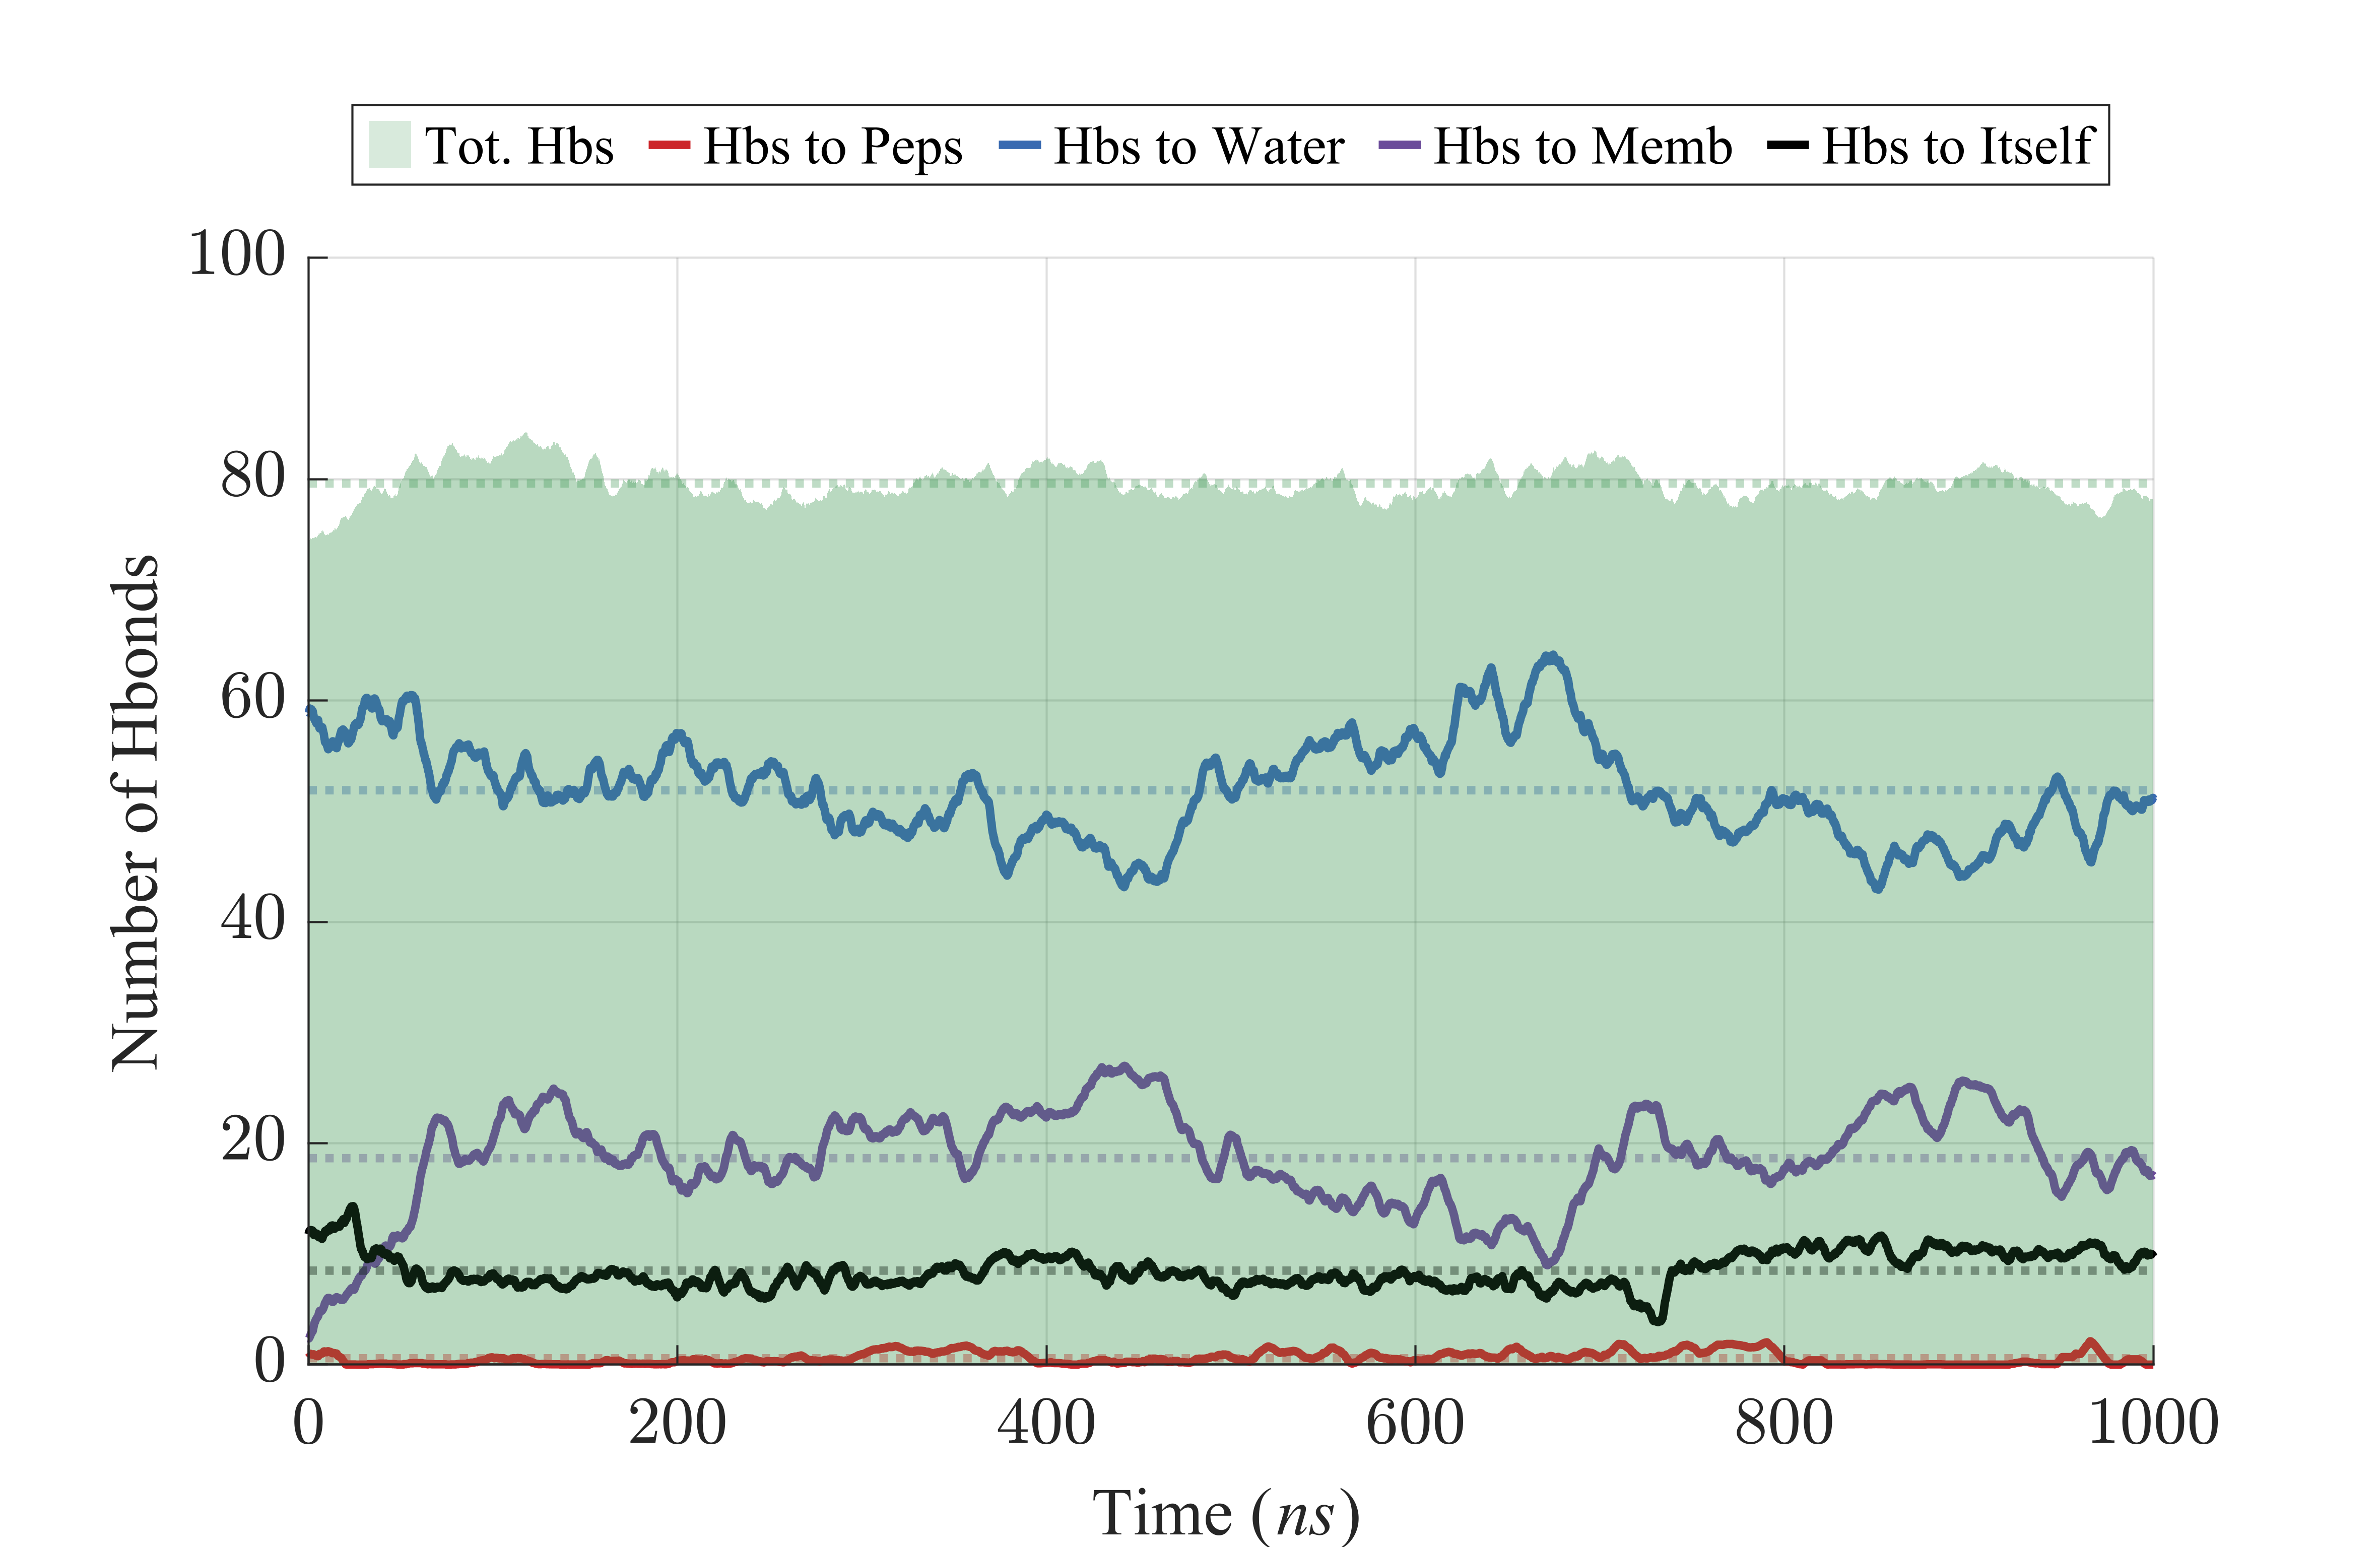 Tot. Hbs Hbs to Peps Hbs to Water Hbs to Memb Hbs to Itself
100
80
60
40
20
0
Number of Hbonds
0 200 400 600 800 1000
Time (ns)